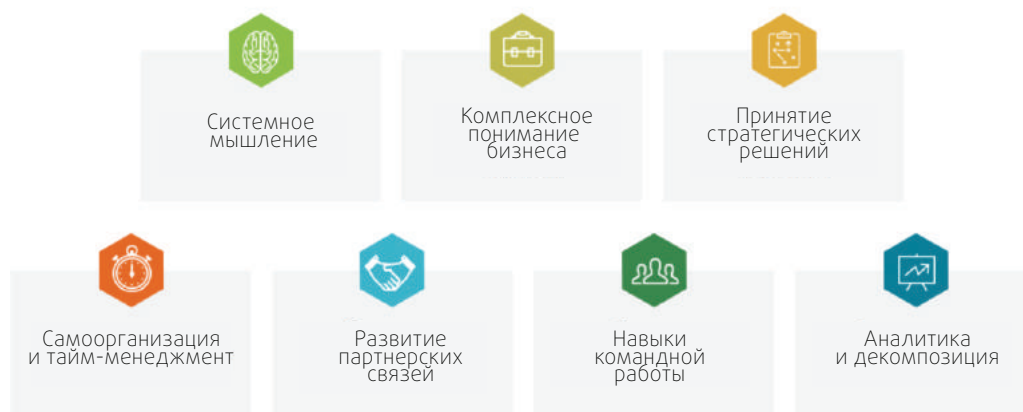 Системное
мышление
Комплексное
понимание
бизнеса
Принятие
стратегических
решений
Самоорганизация
и тайм-менеджмент
Развитие
партнерских
связей
Навыки
командной
работы
Аналитика
и декомпозиция